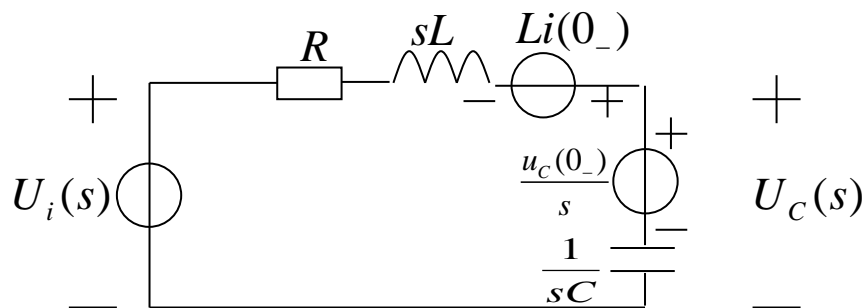 sL Li(0_)
R
+ − + +
U_i(s) u_C(0_)/s + U_C(s)
−
1/sC
− −